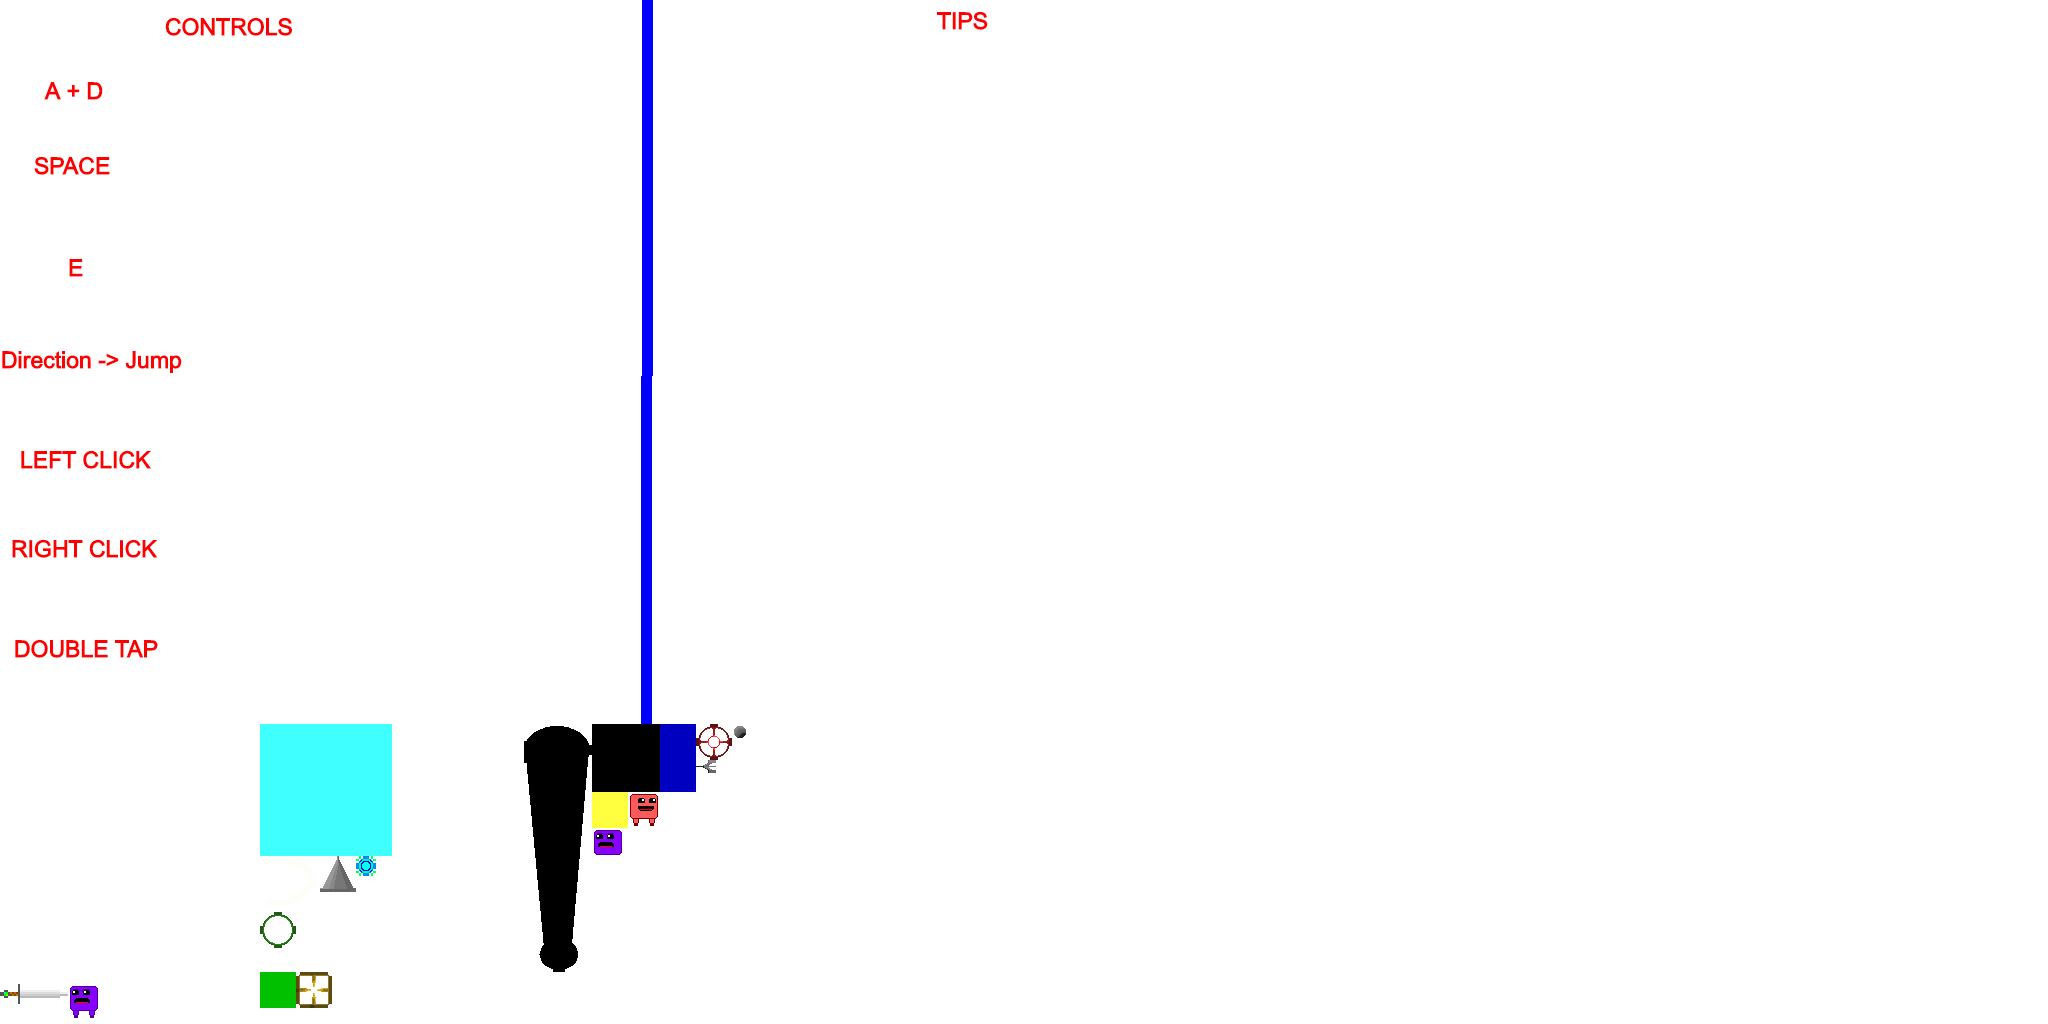 CONTROLS
TIPS
A + D
SPACE
E
Direction -> Jump
LEFT CLICK
RIGHT CLICK
DOUBLE TAP